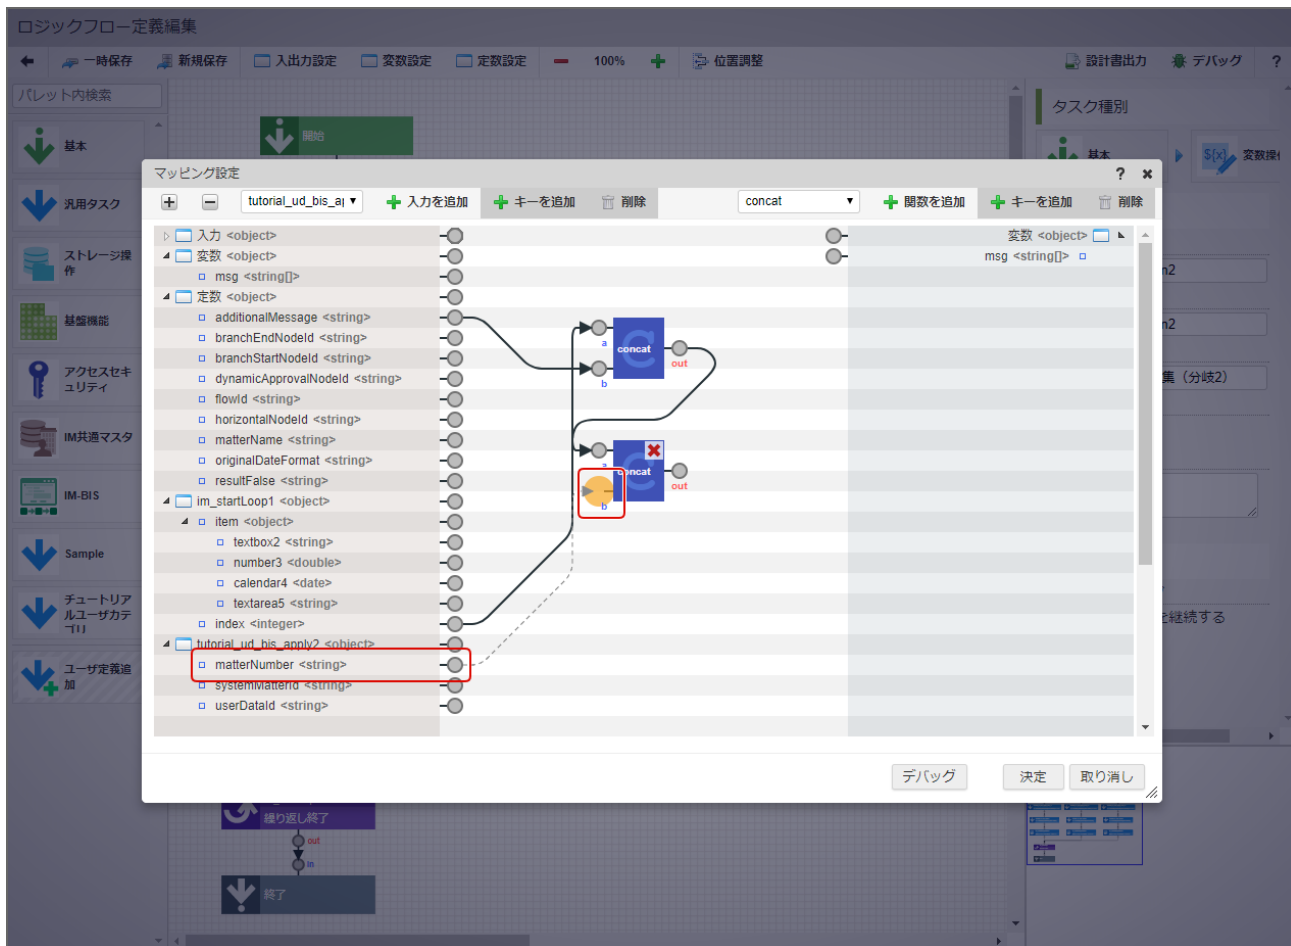 ロジックフロー定義編集
一時保存 新規保存 入出力設定 変数設定 定数設定 100% 位置調整 設計書出力 デバッグ ?
パレット内検索
基本
汎用タスク
ストレージ操
作
基盤機能
アクセスセキ
ュリティ
IM共通マスタ
IM-BIS
Sample
チュートリア
ルユーザカテ
ゴリ
ユーザ定義追
加
開始
タスク種別
基本 ${x} 変数操
マッピング設定 ?
tutorial_ud_bis_a 入力を追加 キーを追加 削除 concat 関数を追加 キーを追加 削除
入力 <object>
変数 <object>
msg <string[]>
定数 <object>
additionalMessage <string>
branchEndNodeId <string>
branchStartNodeId <string>
dynamicApprovalNodeId <string>
flowId <string>
horizontalNodeId <string>
matterName <string>
originalDateFormat <string>
resultFalse <string>
im_startLoop1 <object>
item <object>
textbox2 <string>
number3 <double>
calendar4 <date>
textarea5 <string>
index <integer>
tutorial_ud_bis_apply2 <object>
matterNumber <string>
systemMatterId <string>
userDataId <string>
a
concat
out
b
a
concat
out
b
変数 <object>
msg <string[]>
n2
n2
集（分岐2）
を継続する
デバッグ 決定 取り消し
繰り返し終了
out
in
終了